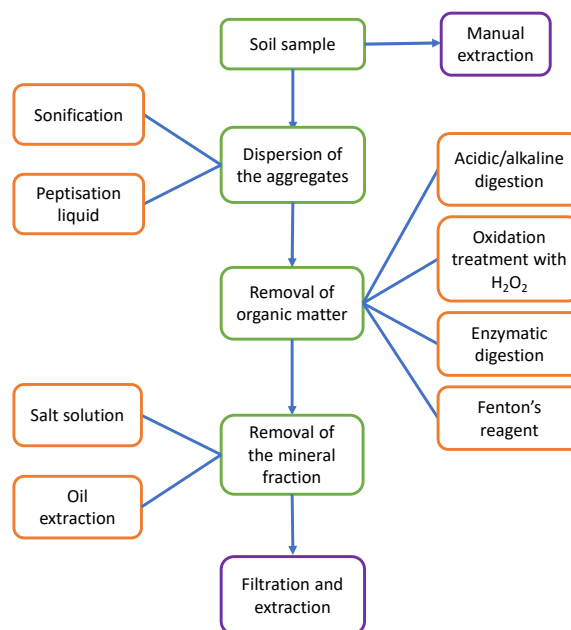 Soil sample
Manual
extraction
Sonification
Peptisation
liquid
Dispersion of
the aggregates
Acidic/alkaline
digestion
Oxidation
treatment with
H₂O₂
Removal of
organic matter
Enzymatic
digestion
Fenton’s
reagent
Salt solution
Oil
extraction
Removal of
the mineral
fraction
Filtration and
extraction